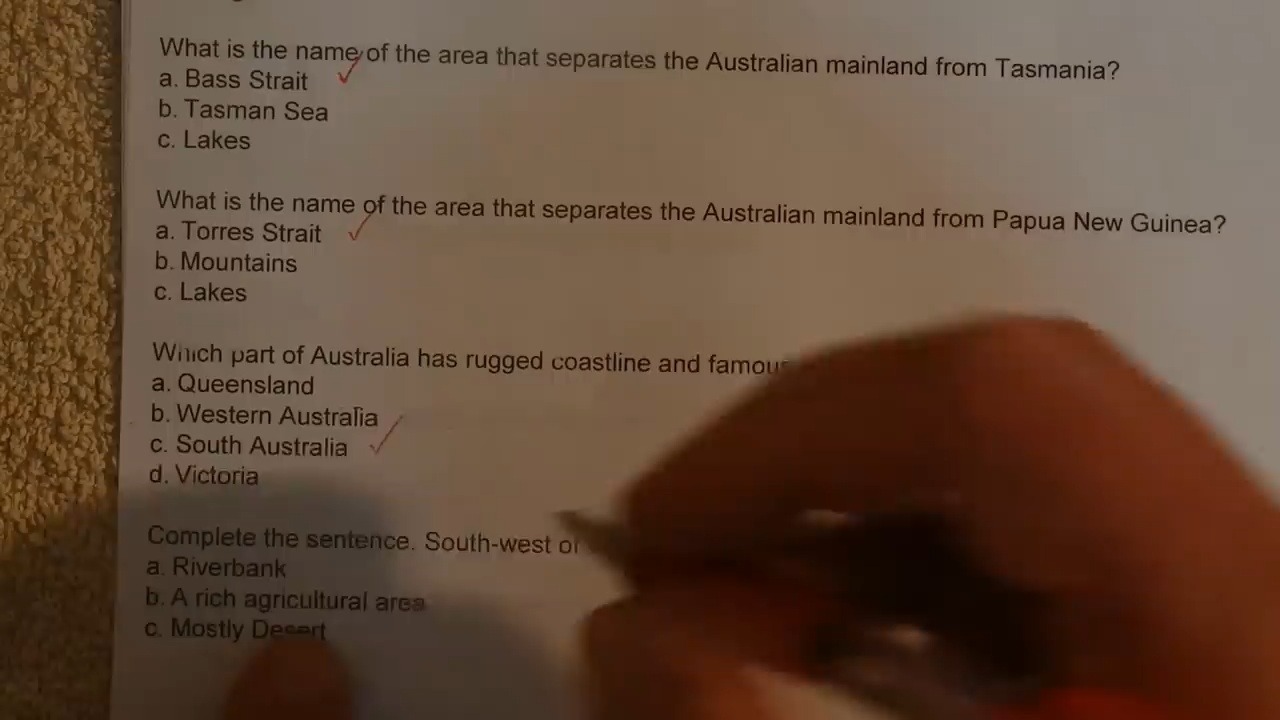 What is the name of the area that separates the Australian mainland from Tasmania?
a. Bass Strait
b. Tasman Sea
c. Lakes
What is the name of the area that separates the Australian mainland from Papua New Guinea?
a. Torres Strait
b. Mountains
c. Lakes
Which part of Australia has rugged coastline and
a. Queensland
b. Western Australia
c. South Australia
d. Victoria
Complete the sentence. South-west
a. Riverbank
b. A rich agricultural area
c. Mostly Desert